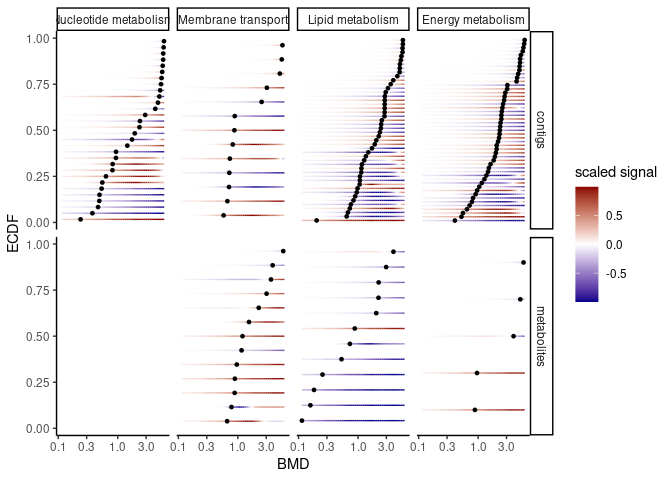 Nucleotide metabolism Membrane transport Lipid metabolism Energy metabolism
1.00
0.75
0.50
0.25
0.00
contigs
ECDF
1.00
0.75
0.50
0.25
0.00
metabolites
scaled signal
0.5
0.0
-0.5
0.1 0.3 1.0 3.0 0.1 0.3 1.0 3.0 0.1 0.3 1.0 3.0 0.1 0.3 1.0 3.0
BMD